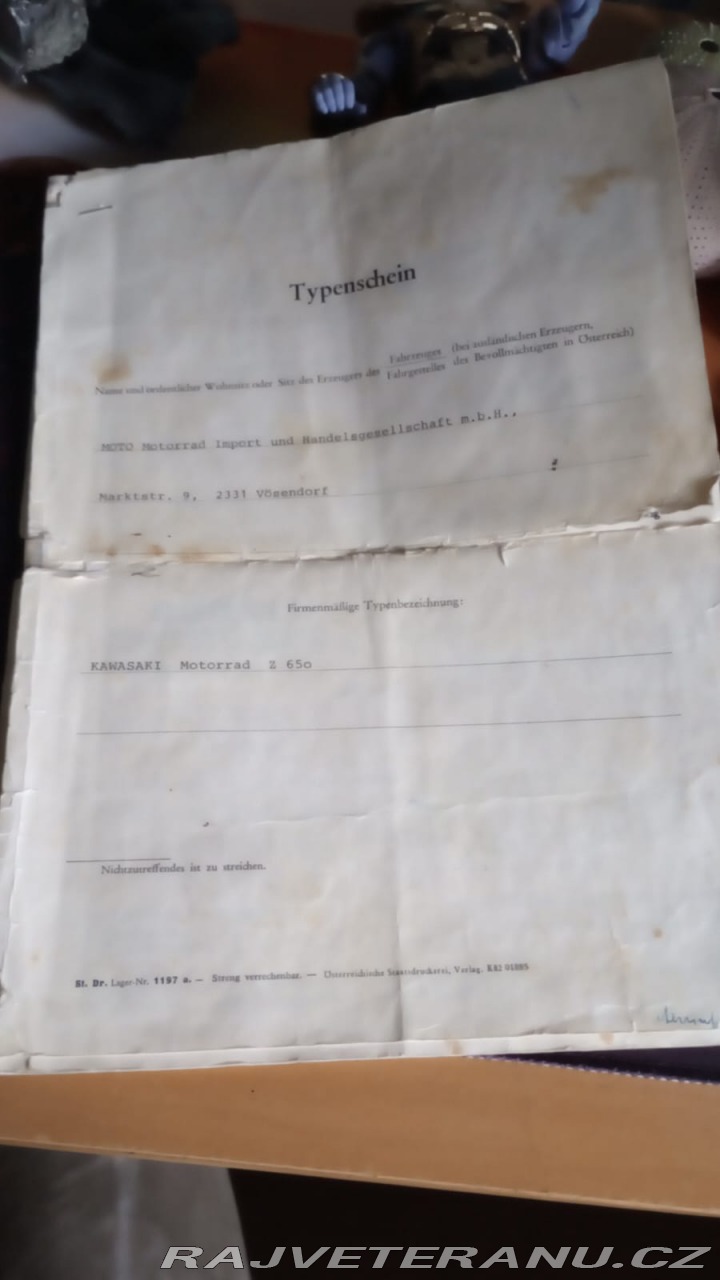 Typenschein
Name und ordentlicher Wohnsitz oder Sitz des Erzeugers des Fahrzeuges (bei ausländischen Erzeugern,
Fahrgestelles des Bevollmächtigten in Österreich)
MOTO Motorrad Import und Handelsgesellschaft m.b.H.,
Marktstr. 9, 2331 Vösendorf
Firmenmäßige Typenbezeichnung:
KAWASAKI Motorrad Z 65o
Nichtzutreffendes ist zu streichen.
St. Dr. Lager-Nr. 1197 a. — Streng verrechenbar. — Österreichische Staatsdruckerei, Verlag.
RAJVETERANU.CZ